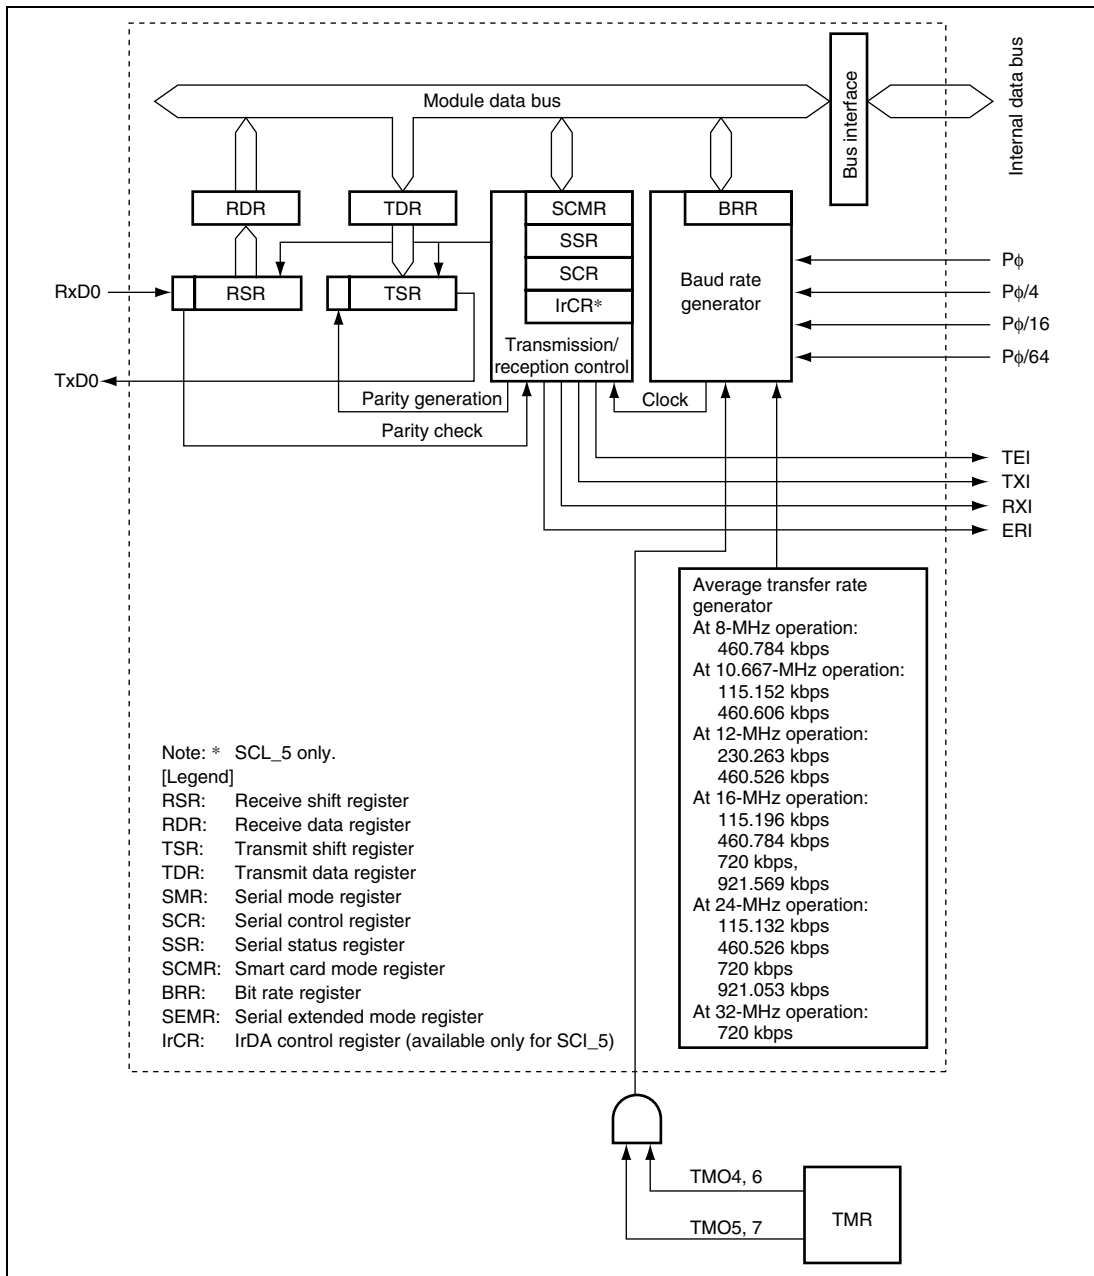 Module data bus
Bus interface
Internal data bus
RDR
TDR
SCMR
BRR
SSR
SCR
IrCR*
RSR
TSR
Transmission/
reception control
Baud rate
generator
RxD0
TxD0
Pφ
Pφ/4
Pφ/16
Pφ/64
Parity generation
Parity check
Clock
TEI
TXI
RXI
ERI
Average transfer rate
generator
At 8-MHz operation:
460.784 kbps
At 10.667-MHz operation:
115.152 kbps
460.606 kbps
At 12-MHz operation:
230.263 kbps
460.526 kbps
At 16-MHz operation:
115.196 kbps
460.784 kbps
720 kbps,
921.569 kbps
At 24-MHz operation:
115.132 kbps
460.526 kbps
720 kbps
921.053 kbps
At 32-MHz operation:
720 kbps
Note: * SCL_5 only.
[Legend]
RSR: Receive shift register
RDR: Receive data register
TSR: Transmit shift register
TDR: Transmit data register
SMR: Serial mode register
SCR: Serial control register
SSR: Serial status register
SCMR: Smart card mode register
BRR: Bit rate register
SEMR: Serial extended mode register
IrCR: IrDA control register (available only for SCI_5)
TMO4, 6
TMO5, 7
TMR